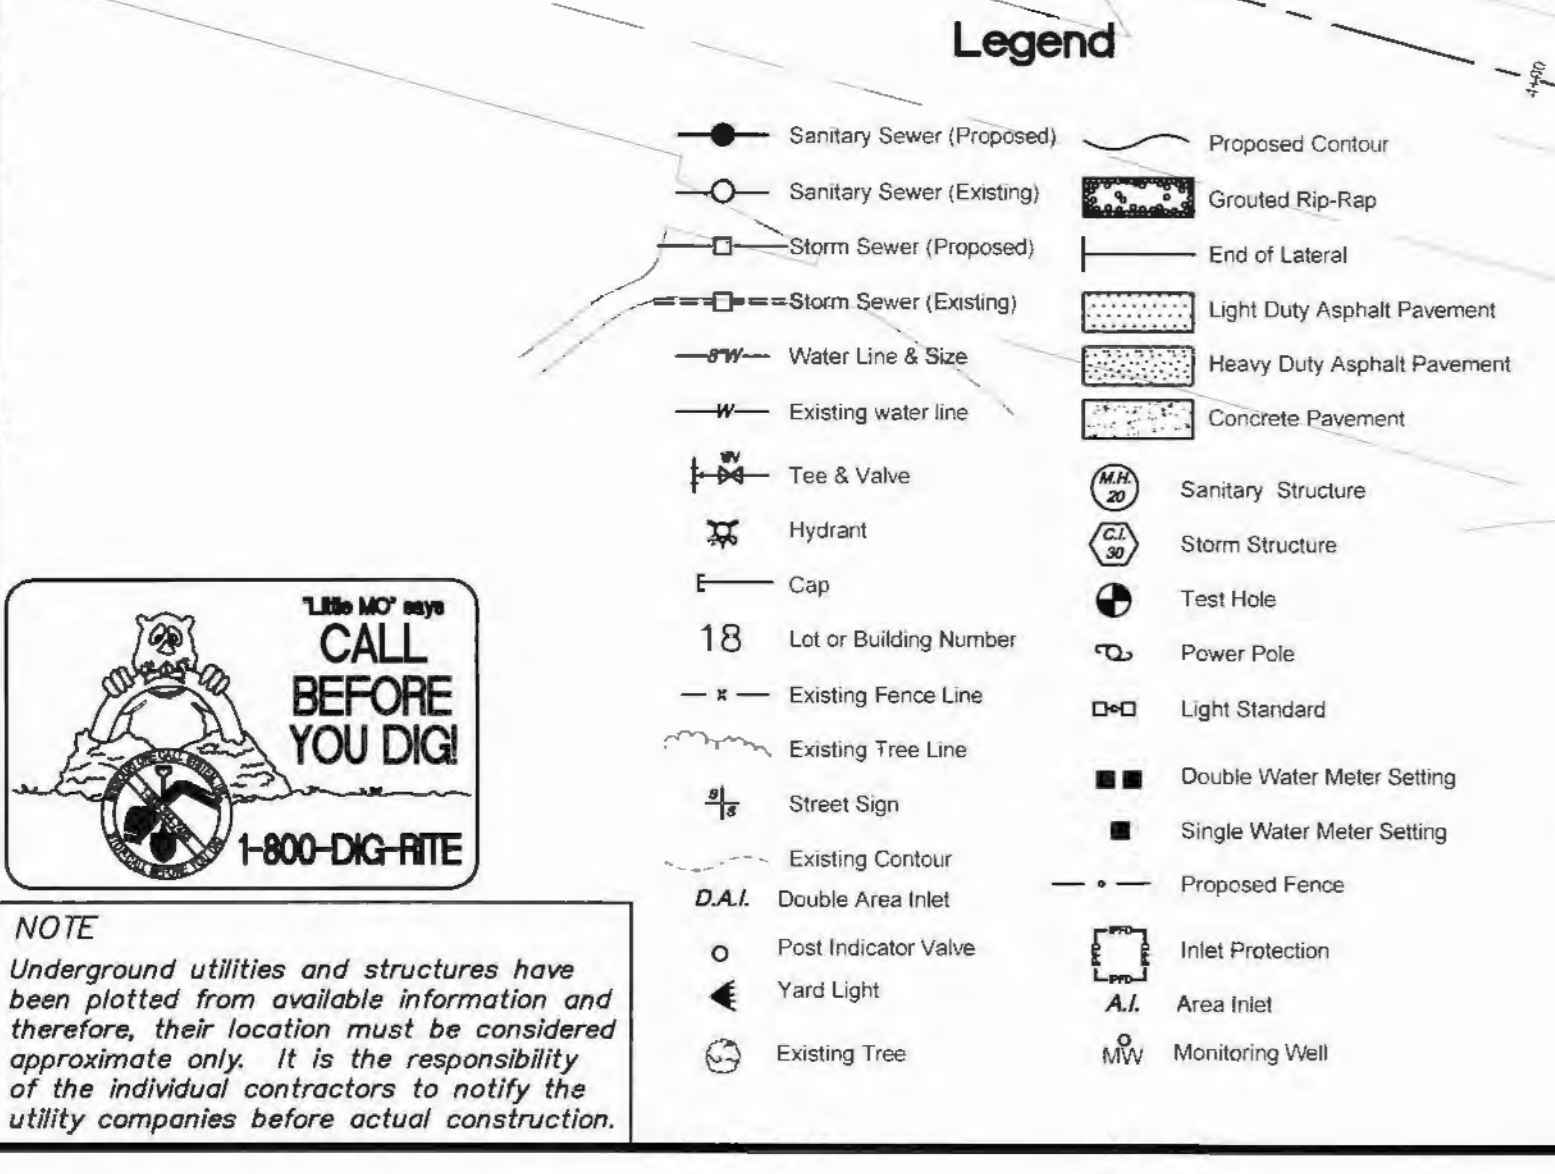 Legend
4+90
Sanitary Sewer (Proposed)
Sanitary Sewer (Existing)
Storm Sewer (Proposed)
Storm Sewer (Existing)
8"W
Water Line & Size
W
Existing water line
WV
Tee & Valve
Hydrant
Cap
18
Lot or Building Number
x
Existing Fence Line
Existing Tree Line
S
S
Street Sign
Existing Contour
D.A.I.
Double Area Inlet
Post Indicator Valve
Yard Light
Existing Tree
Proposed Contour
Grouted Rip-Rap
End of Lateral
Light Duty Asphalt Pavement
Heavy Duty Asphalt Pavement
Concrete Pavement
M.H.
20
Sanitary Structure
C.I.
30
Storm Structure
Test Hole
Power Pole
Light Standard
Double Water Meter Setting
Single Water Meter Setting
Proposed Fence
Inlet Protection
A.I.
Area Inlet
MW
Monitoring Well
"Little MO" says
CALL
BEFORE
YOU DIG!
1-800-DIG-RITE
NOTE
Underground utilities and structures have
been plotted from available information and
therefore, their location must be considered
approximate only. It is the responsibility
of the individual contractors to notify the
utility companies before actual construction.